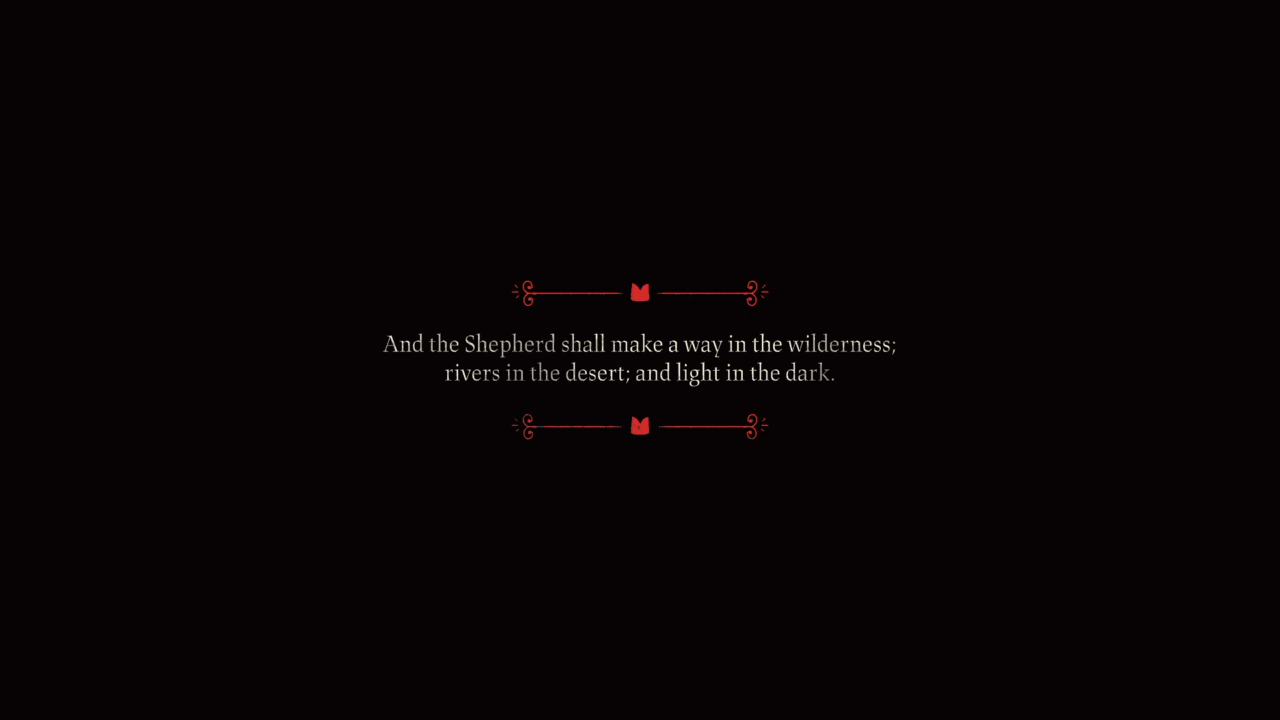 And the Shepherd shall make a way in the wilderness;
rivers in the desert; and light in the dark.